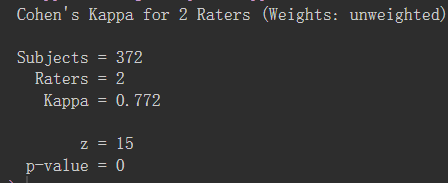 Cohen's Kappa for 2 Raters (Weights: unweighted)
Subjects = 372
Raters = 2
Kappa = 0.772
z = 15
p-value = 0